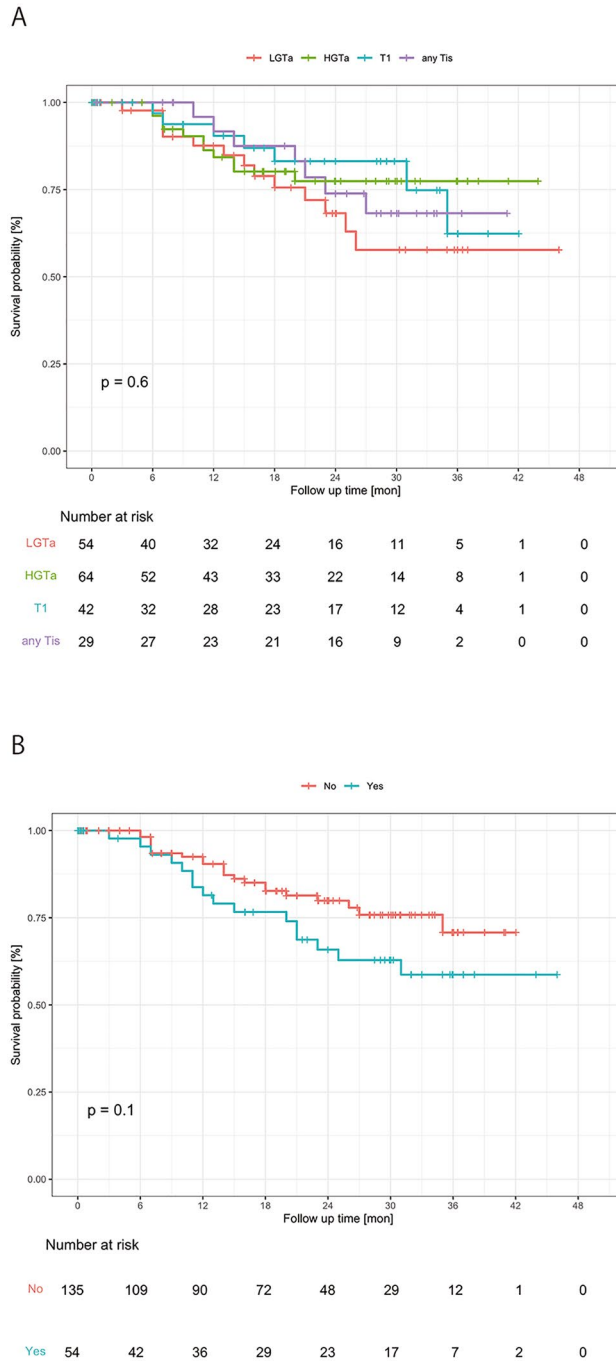 A
LGTa HGTa T1 any Tis
1.00
0.75
0.50
0.25
0.00
Survival probability [%]
p = 0.6
0 6 12 18 24 30 36 42 48
Follow up time [mon]
Number at risk
LGTa 54 40 32 24 16 11 5 1 0
HGTa 64 52 43 33 22 14 8 1 0
T1 42 32 28 23 17 12 4 1 0
any Tis 29 27 23 21 16 9 2 0 0
B
No Yes
1.00
0.75
0.50
0.25
0.00
Survival probability [%]
p = 0.1
0 6 12 18 24 30 36 42 48
Follow up time [mon]
Number at risk
No 135 109 90 72 48 29 12 1 0
Yes 54 42 36 29 23 17 7 2 0